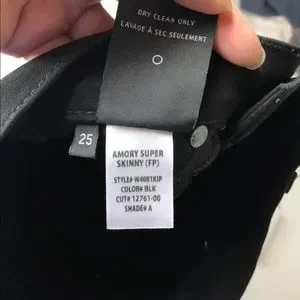 DRY CLEAN ONLY
LAVAGE À SEC SEULEMENT
25
AMORY SUPER
SKINNY (FP)
STYLE# W4081KIP
COLOR# BLK
CUT# 12761-00
SHADE# A